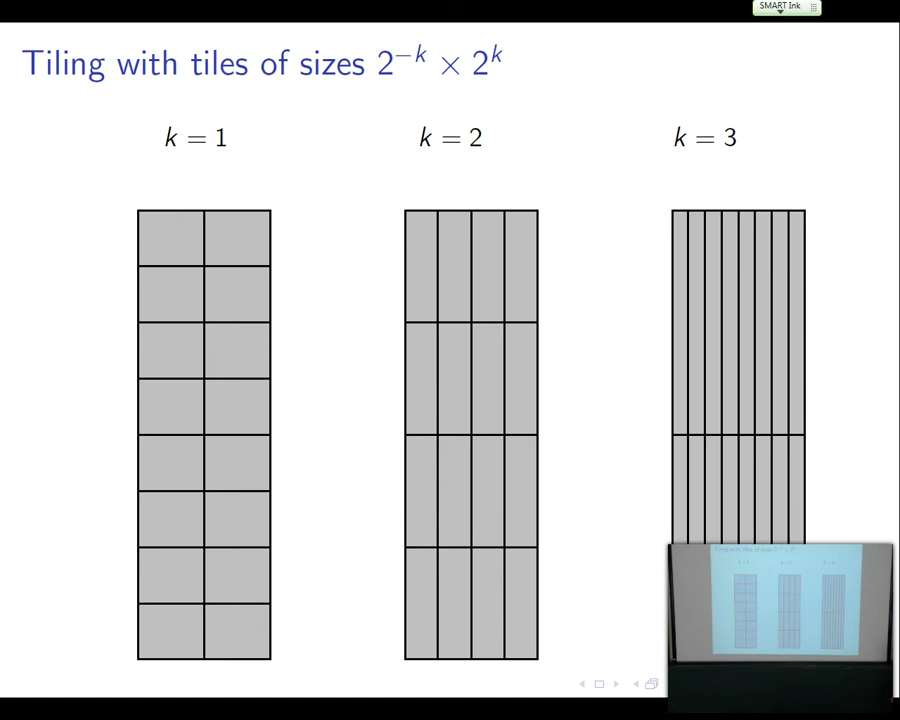 SMART Ink
Tiling with tiles of sizes 2⁻ᵏ × 2ᵏ
k = 1 k = 2 k = 3